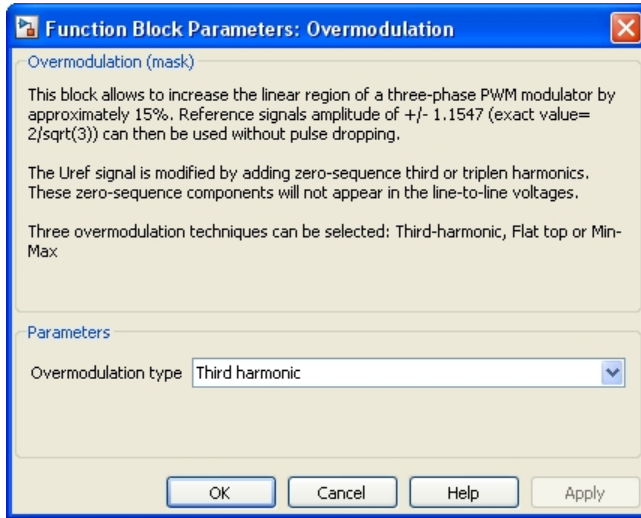 Function Block Parameters: Overmodulation
Overmodulation (mask)
This block allows to increase the linear region of a three-phase PWM modulator by
approximately 15%. Reference signals amplitude of +/- 1.1547 (exact value=
2/sqrt(3)) can then be used without pulse dropping.
The Uref signal is modified by adding zero-sequence third or triplen harmonics.
These zero-sequence components will not appear in the line-to-line voltages.
Three overmodulation techniques can be selected: Third-harmonic, Flat top or Min-
Max
Parameters
Overmodulation type Third harmonic
OK Cancel Help Apply